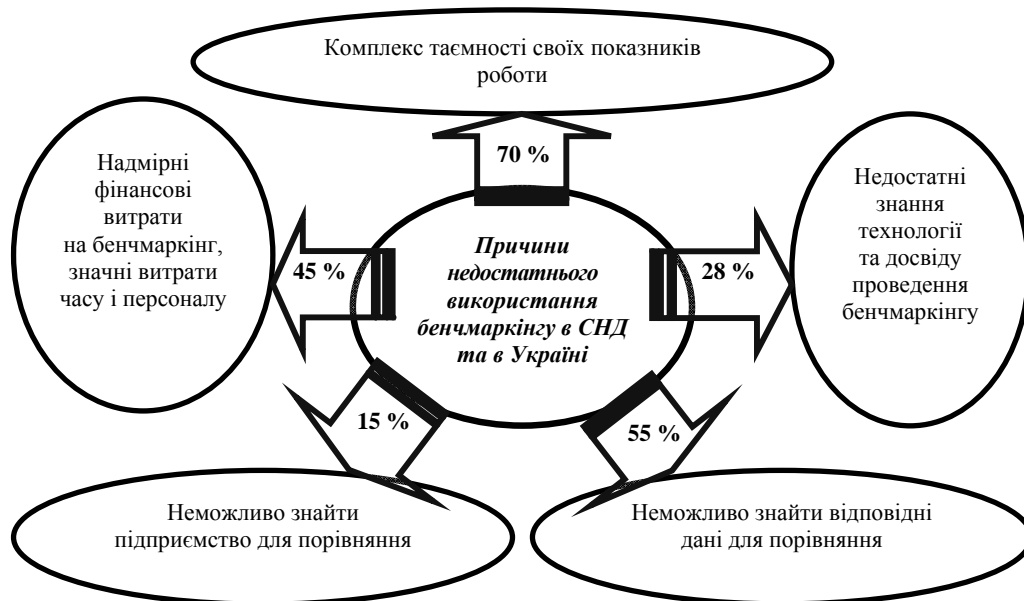 Комплекс таємності своїх показників
роботи
70 %
Надмірні
фінансові
витрати
на бенчмаркінг,
значні витрати
часу і персоналу
45 %
Причини
недостатнього
використання
бенчмаркінгу в СНД
та в Україні
28 %
Недостатні
знання
технології
та досвіду
проведення
бенчмаркінгу
15 %
55 %
Неможливо знайти
підприємство для порівняння
Неможливо знайти відповідні
дані для порівняння